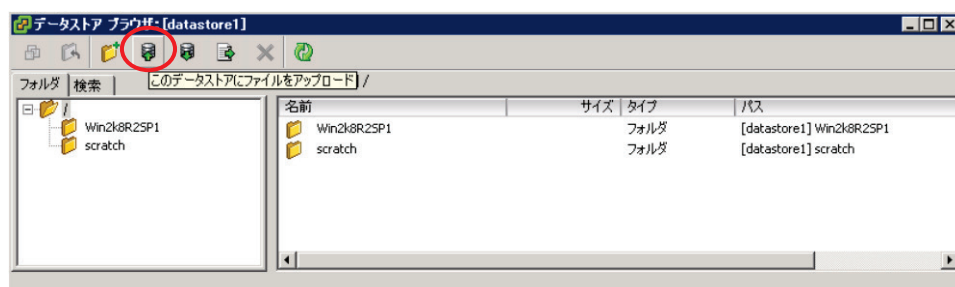 データストア ブラウザ: [datastore1]
このデータストアにファイルをアップロード /
フォルダ 検索
/
Win2k8R2SP1
scratch
名前 サイズ タイプ パス
Win2k8R2SP1 フォルダ [datastore1] Win2k8R2SP1
scratch フォルダ [datastore1] scratch